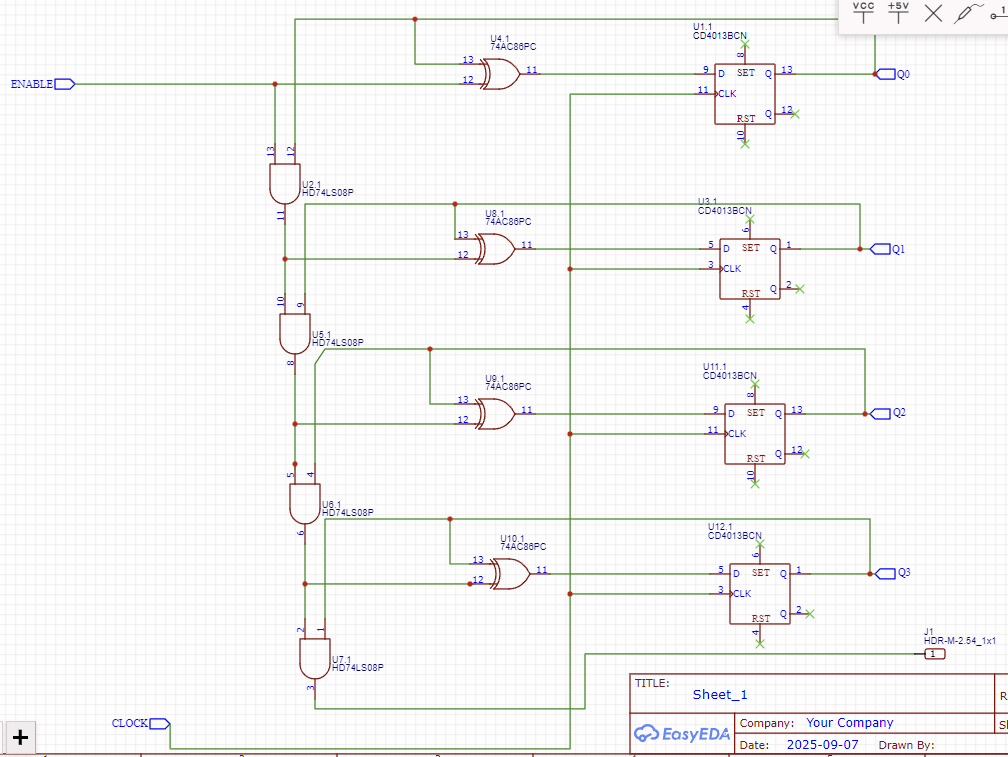 VCC +5V 1
U1.1
CD4013BCN
U4.1
74AC86PC
8
13 11 9 D SET Q 13 Q0
ENABLE 12 11 CLK
Q 12
RST
10
13 12
U2.1
HD74LS08P
11
U3.1
CD4013BCN
U8.1
74AC86PC
6
13 11 5 D SET Q 1 Q1
12 3 CLK
Q 2
RST
4
10 9
U5.1
HD74LS08P
8
U11.1
CD4013BCN
U9.1
74AC86PC
8
13 11 9 D SET Q 13 Q2
12 11 CLK
Q 12
RST
10
5 4
U6.1
HD74LS08P
6
U12.1
CD4013BCN
U10.1
74AC86PC
6
13 11 5 D SET Q 1 Q3
12 3 CLK
Q 2
RST
4
2 1
J1
HDR-M-2.54_1x1
1
U7.1
HD74LS08P
3
CLOCK
TITLE:
Sheet_1
R
EasyEDA
Company: Your Company
Date: 2025-09-07 Drawn By: